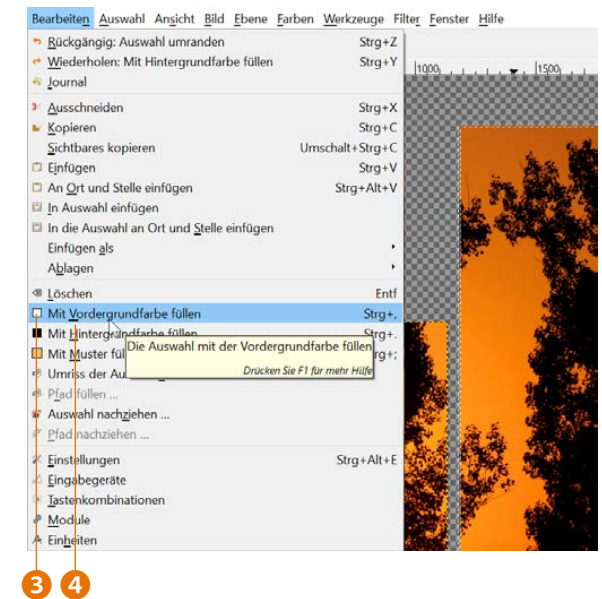 Bearbeiten Auswahl Ansicht Bild Ebene Farben Werkzeuge Filter Fenster Hilfe
Rückgängig: Auswahl umranden Strg+Z
Wiederholen: Mit Hintergrundfarbe füllen Strg+Y
Journal
Ausschneiden Strg+X
Kopieren Strg+C
Sichtbares kopieren Umschalt+Strg+C
Einfügen Strg+V
An Ort und Stelle einfügen Strg+Alt+V
In Auswahl einfügen
In die Auswahl an Ort und Stelle einfügen
Einfügen als
Ablagen
Löschen Entf
Mit Vordergrundfarbe füllen Strg+,
Mit Hintergrundfarbe füllen Strg+.
Mit Muster fül rg+;
Die Auswahl mit der Vordergrundfarbe füllen
Drücken Sie F1 für mehr Hilfe
Umriss der Au
Pfad füllen ...
Auswahl nachziehen ...
Pfad nachziehen ...
Einstellungen Strg+Alt+E
Eingabegeräte
Tastenkombinationen
Module
Einheiten
1000 1500
3 4